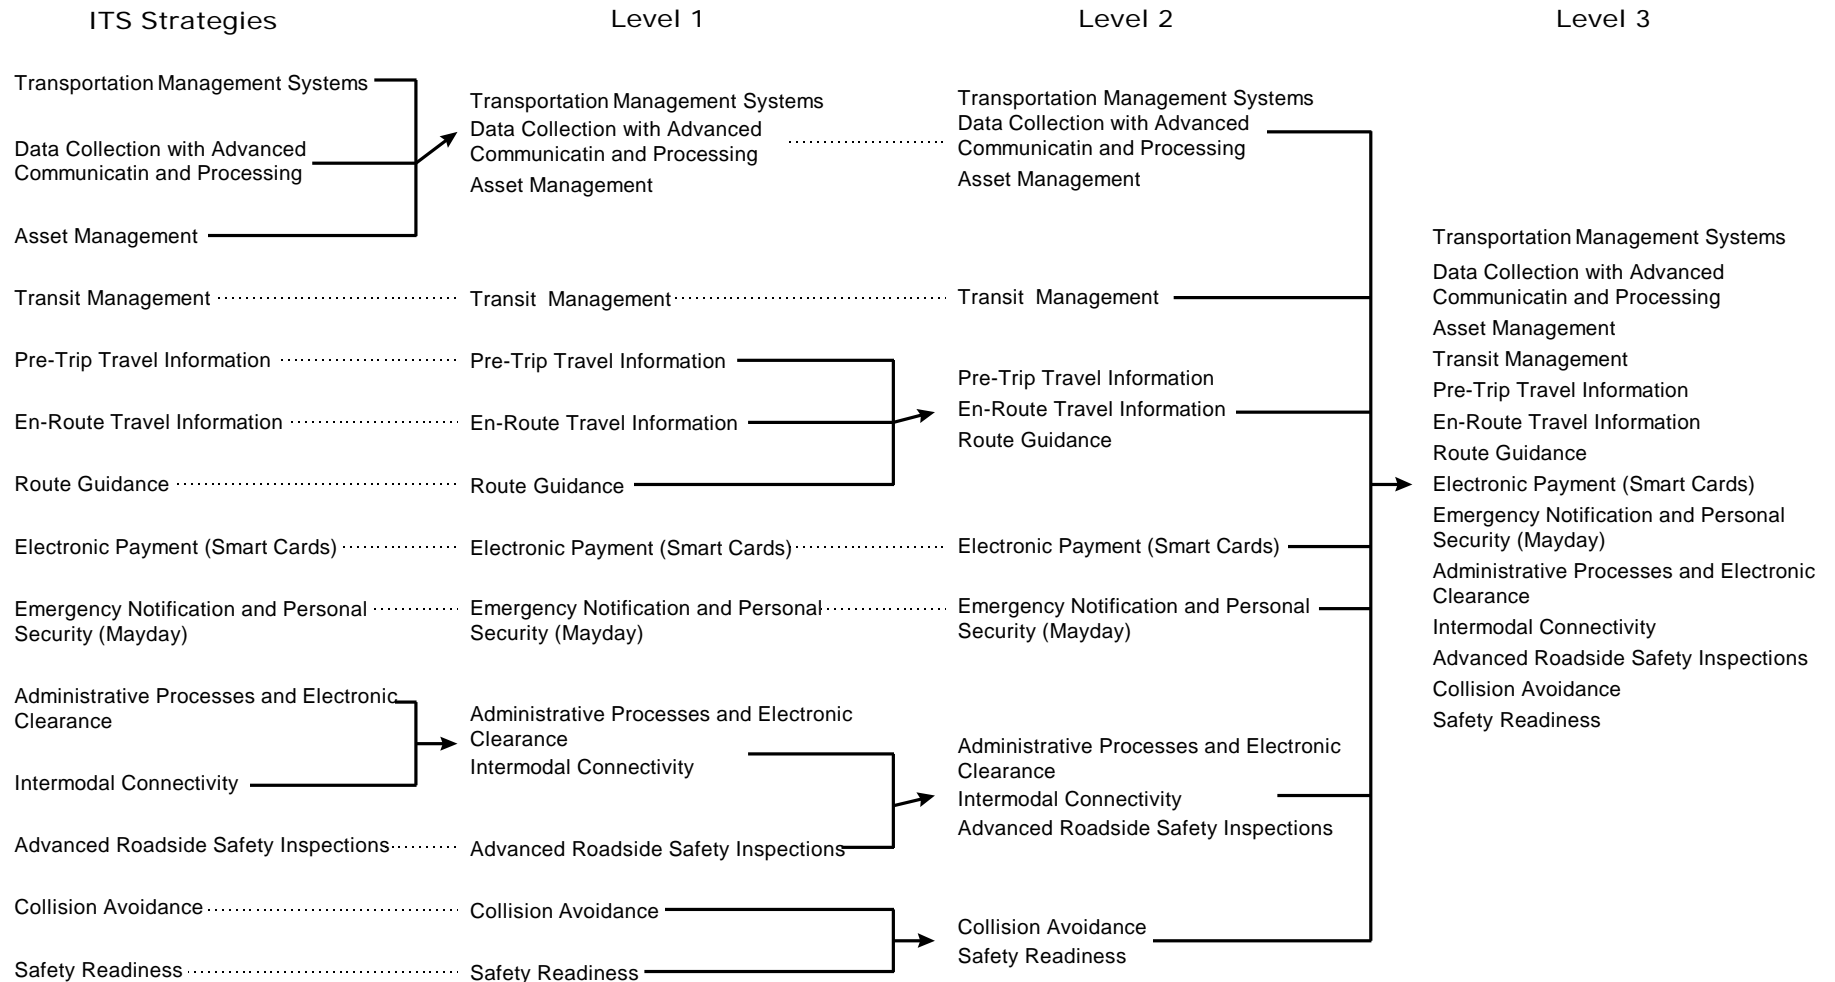 ITS Strategies
Level 1
Level 2
Level 3
Transportation Management Systems
Data Collection with Advanced
Communicatin and Processing
Asset Management
Transit Management
Pre-Trip Travel Information
En-Route Travel Information
Route Guidance
Electronic Payment (Smart Cards)
Emergency Notification and Personal
Security (Mayday)
Administrative Processes and Electronic
Clearance
Intermodal Connectivity
Advanced Roadside Safety Inspections
Collision Avoidance
Safety Readiness
Transportation Management Systems
Data Collection with Advanced
Communicatin and Processing
Asset Management
Transit Management
Pre-Trip Travel Information
En-Route Travel Information
Route Guidance
Electronic Payment (Smart Cards)
Emergency Notification and Personal
Security (Mayday)
Administrative Processes and Electronic
Clearance
Intermodal Connectivity
Advanced Roadside Safety Inspections
Collision Avoidance
Safety Readiness
Transportation Management Systems
Data Collection with Advanced
Communicatin and Processing
Asset Management
Transit Management
Pre-Trip Travel Information
En-Route Travel Information
Route Guidance
Electronic Payment (Smart Cards)
Emergency Notification and Personal
Security (Mayday)
Administrative Processes and Electronic
Clearance
Intermodal Connectivity
Advanced Roadside Safety Inspections
Collision Avoidance
Safety Readiness
Transportation Management Systems
Data Collection with Advanced
Communicatin and Processing
Asset Management
Transit Management
Pre-Trip Travel Information
En-Route Travel Information
Route Guidance
Electronic Payment (Smart Cards)
Emergency Notification and Personal
Security (Mayday)
Administrative Processes and Electronic
Clearance
Intermodal Connectivity
Advanced Roadside Safety Inspections
Collision Avoidance
Safety Readiness